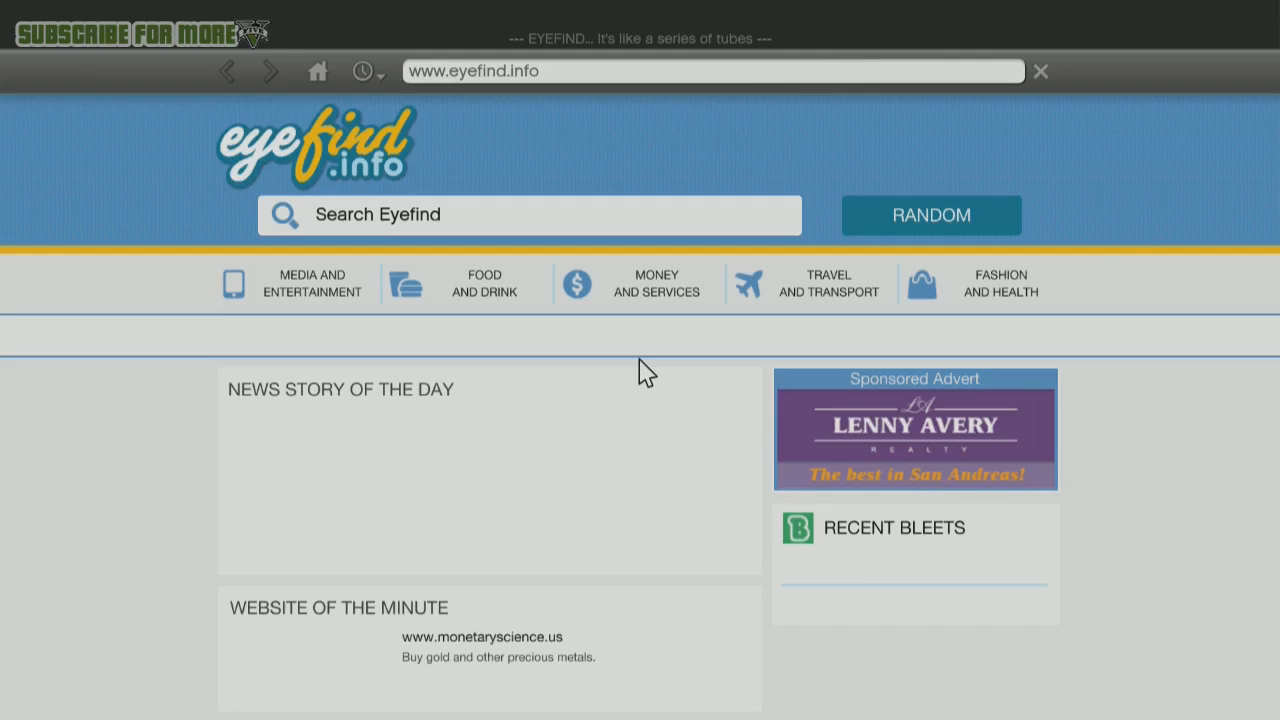 SUBSCRIBE FOR MORE
FIVE
--- EYEFIND... It's like a series of tubes ---
www.eyefind.info
eyefind
.info
Search Eyefind
RANDOM
MEDIA AND
ENTERTAINMENT
FOOD
AND DRINK
MONEY
AND SERVICES
TRAVEL
AND TRANSPORT
FASHION
AND HEALTH
NEWS STORY OF THE DAY
Sponsored Advert
LA
LENNY AVERY
REALTY
The best in San Andreas!
B RECENT BLEETS
WEBSITE OF THE MINUTE
www.monetaryscience.us
Buy gold and other precious metals.